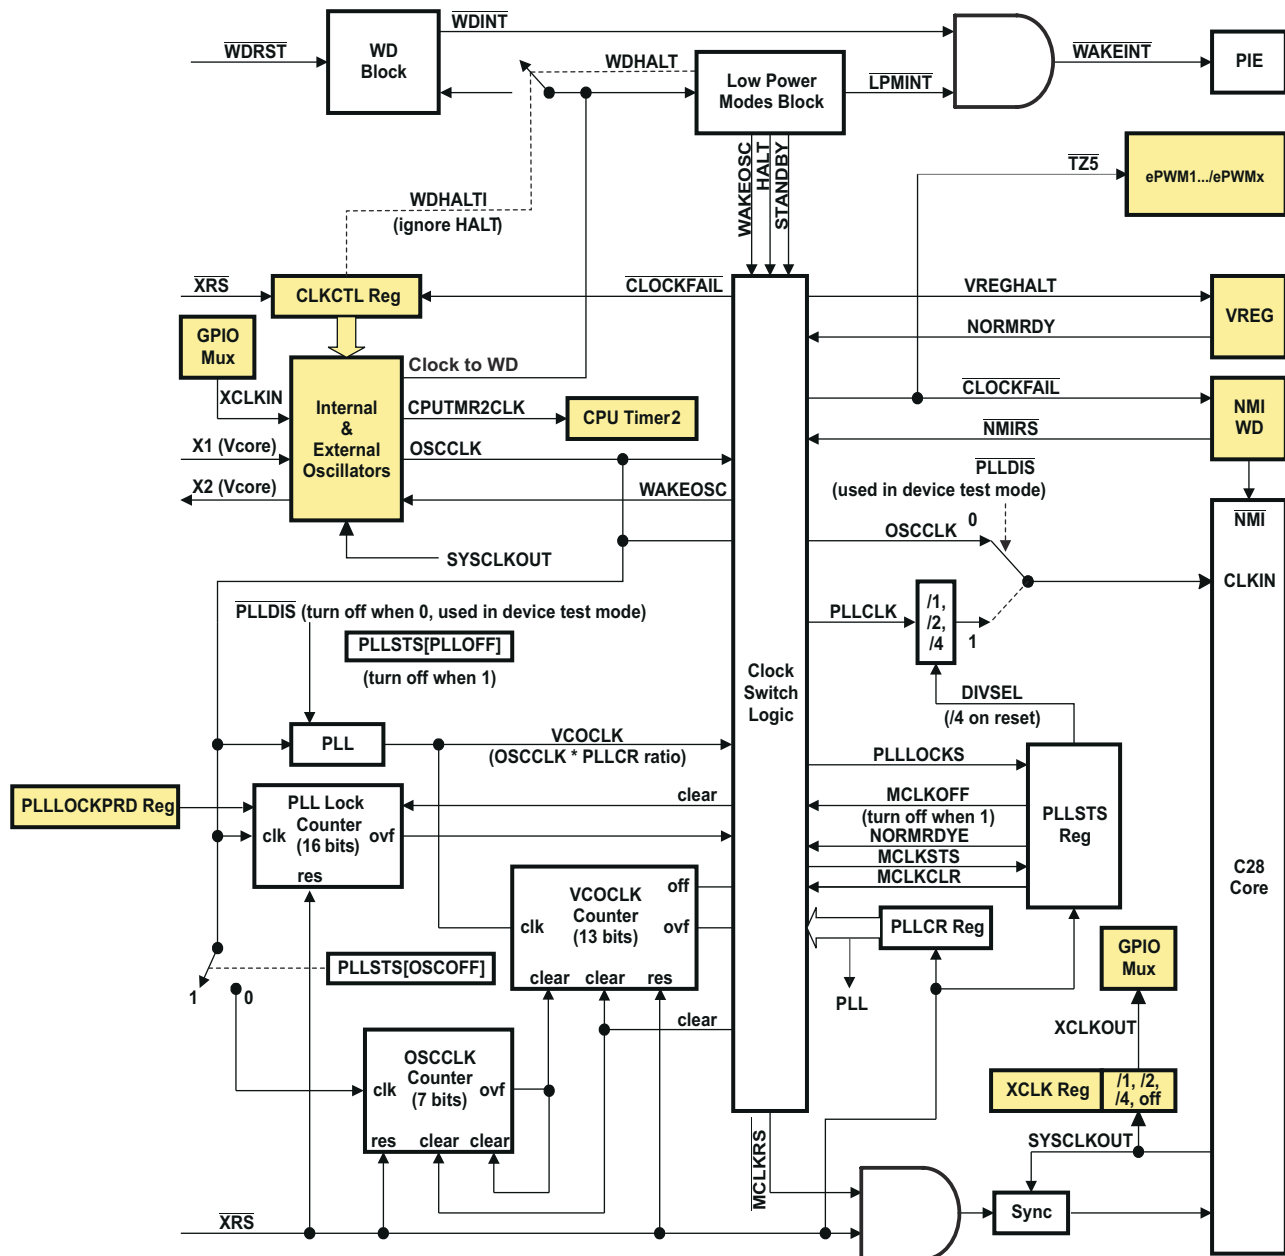 WDINT
WDRST
WD
Block
WDHALT
Low Power
Modes Block
LPMINT
WAKEINT
PIE
WAKEOSC
HALT
STANDBY
TZ5
ePWM1.../ePWMx
WDHALTI
(ignore HALT)
XRS
CLKCTL Reg
CLOCKFAIL
VREGHALT
NORMRDY
VREG
GPIO
Mux
XCLKIN
Clock to WD
CPUTMR2CLK
CPU Timer2
Internal
&
External
Oscillators
X1 (Vcore)
OSCCLK
X2 (Vcore)
WAKEOSC
SYSCLKOUT
CLOCKFAIL
NMIRS
NMI
WD
PLLDIS
(used in device test mode)
NMI
OSCCLK
0
CLKIN
PLLDIS (turn off when 0, used in device test mode)
PLLSTS[PLLOFF]
(turn off when 1)
PLLCLK
/1,
/2,
/4
1
Clock
Switch
Logic
DIVSEL
(/4 on reset)
PLL
VCOCLK
(OSCCLK * PLLCR ratio)
PLLLOCKS
PLLLOCKPRD Reg
PLL Lock
Counter
(16 bits)
clk
ovf
res
clear
MCLKOFF
(turn off when 1)
NORMRDYE
MCLKSTS
MCLKCLR
PLLSTS
Reg
C28
Core
VCOCLK
Counter
(13 bits)
off
clk
ovf
clear
clear
res
PLLCR Reg
PLL
GPIO
Mux
PLLSTS[OSCOFF]
1
0
clear
XCLKOUT
OSCCLK
Counter
(7 bits)
clk
ovf
res
clear
clear
XCLK Reg
/1, /2,
/4, off
SYSCLKOUT
MCLKRS
Sync
XRS